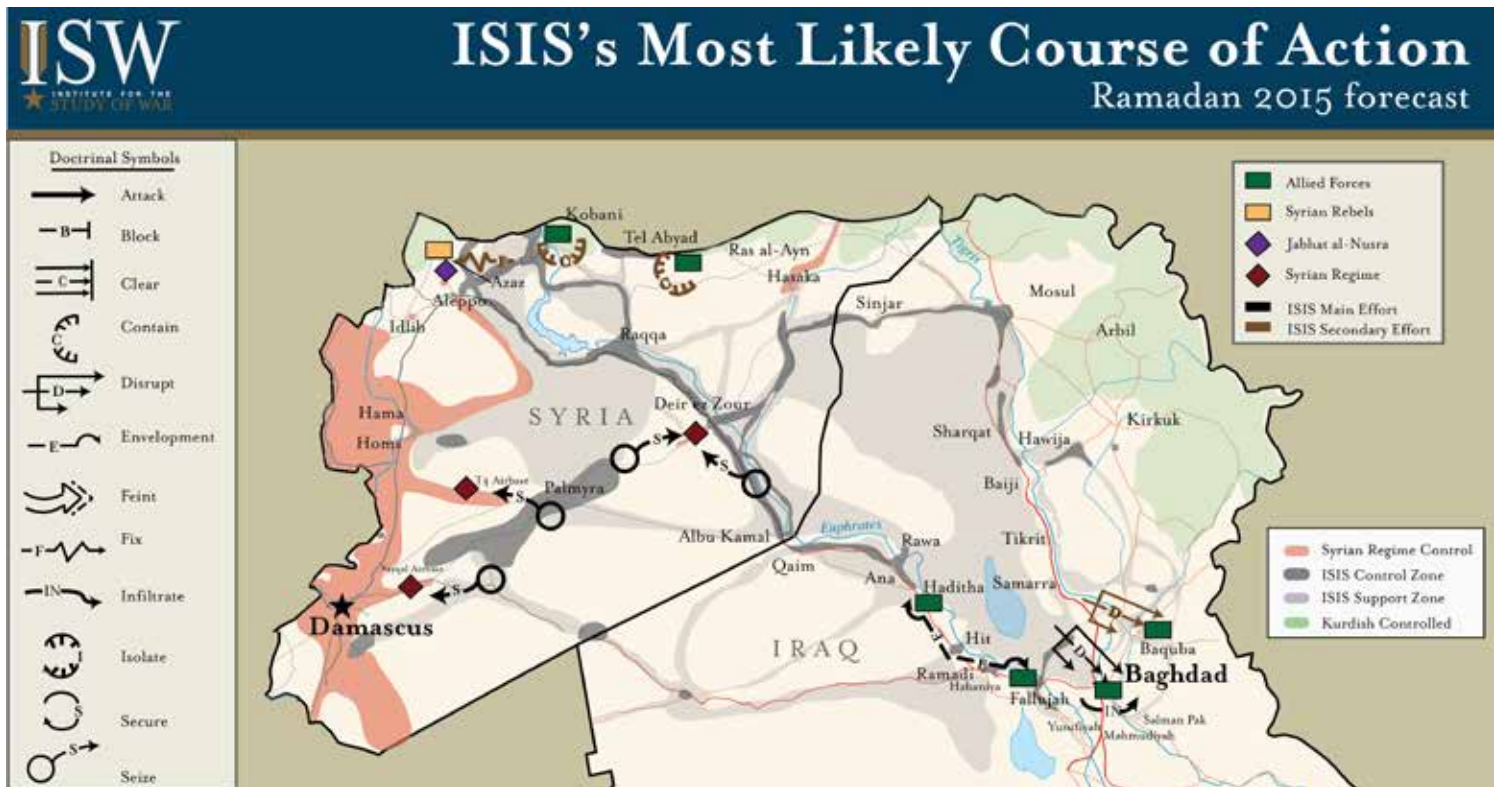 ISW
INSTITUTE FOR THE
STUDY OF WAR
ISIS's Most Likely Course of Action
Ramadan 2015 forecast
Doctrinal Symbols
Attack
B
Block
C
Clear
C
Contain
D
Disrupt
E
Envelopment
Feint
F
Fix
IN
Infiltrate
I
Isolate
S
Secure
S
Seize
Allied Forces
Syrian Rebels
Jabhat al-Nusra
Syrian Regime
ISIS Main Effort
ISIS Secondary Effort
Kobani
Tel Abyad
Ras al-Ayn
Hasaka
Tigris
Azaz
Aleppo
Idlib
F
C
C
Sinjar
Mosul
Arbil
Raqqa
SYRIA
Deir ez Zour
Hama
Homs
Kirkuk
Sharqat
Hawija
S
S
T4 Airbase
S
Palmyra
Baiji
Albu Kamal
Euphrates
Rawa
Tikrit
Qaim
Ana
Haditha
Samarra
S
Damascus
IRAQ
Hit
D
Baquba
F
E
D
Ramadi
Habaniya
Fallujah
Baghdad
IN
Yusufiyah
Salman Pak
Mahmudiyah
Syrian Regime Control
ISIS Control Zone
ISIS Support Zone
Kurdish Controlled